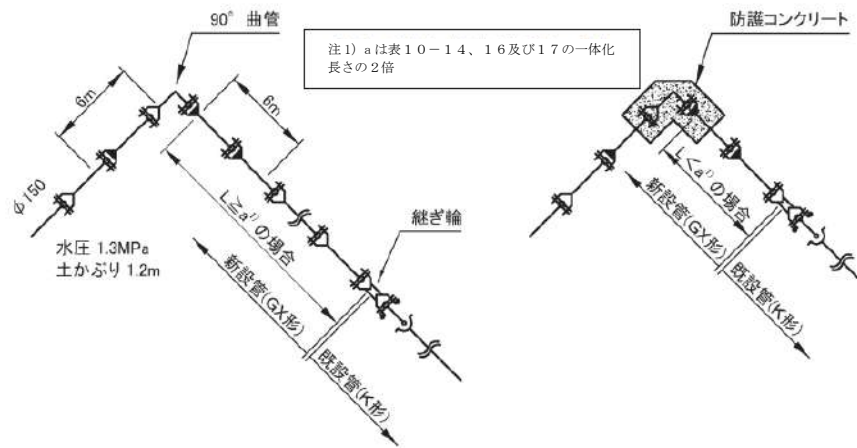 90° 曲管
注1) aは表10－14、16及び17の一体化
長さの2倍
防護コンクリート
6m
6m
φ150
水圧 1.3MPa
土かぶり 1.2m
L≧a¹⁾の場合
新設管(GX形)
既設管(K形)
継ぎ輪
L<a¹⁾の場合
新設管(GX形)
既設管(K形)